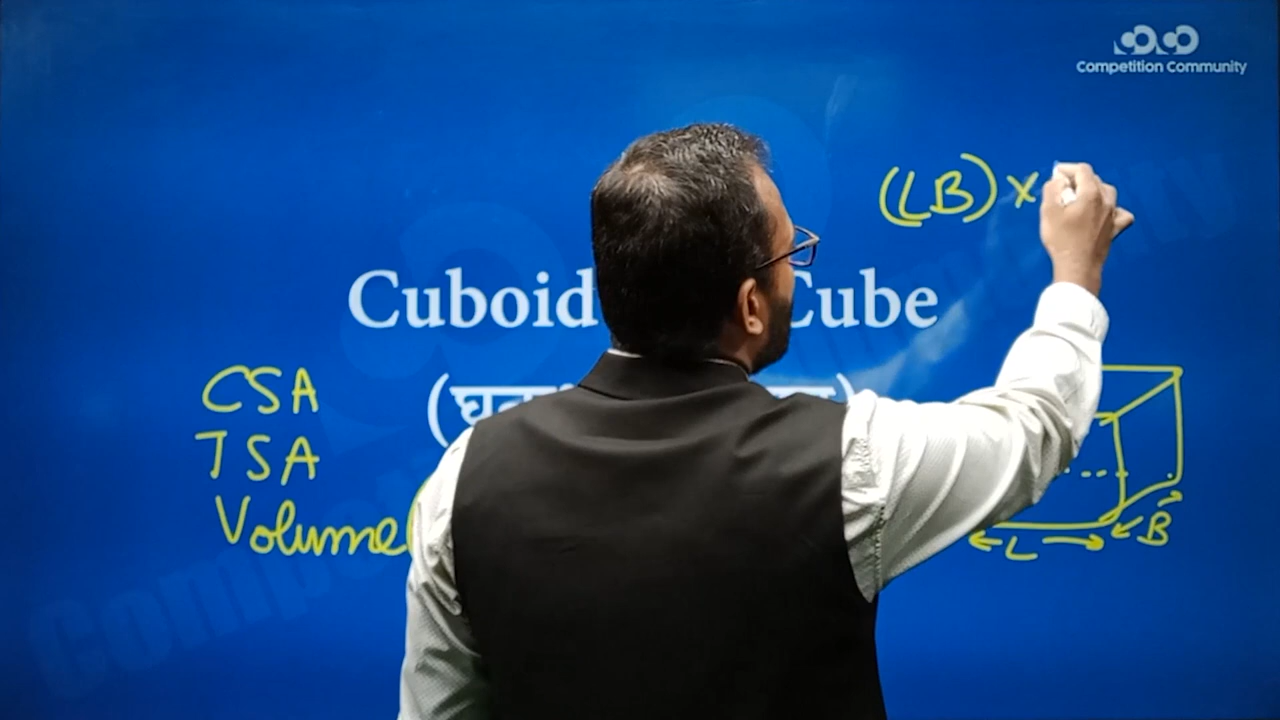 Competition Community
(LB) ×
Cuboid Cube
CSA
TSA
Volume
L
B